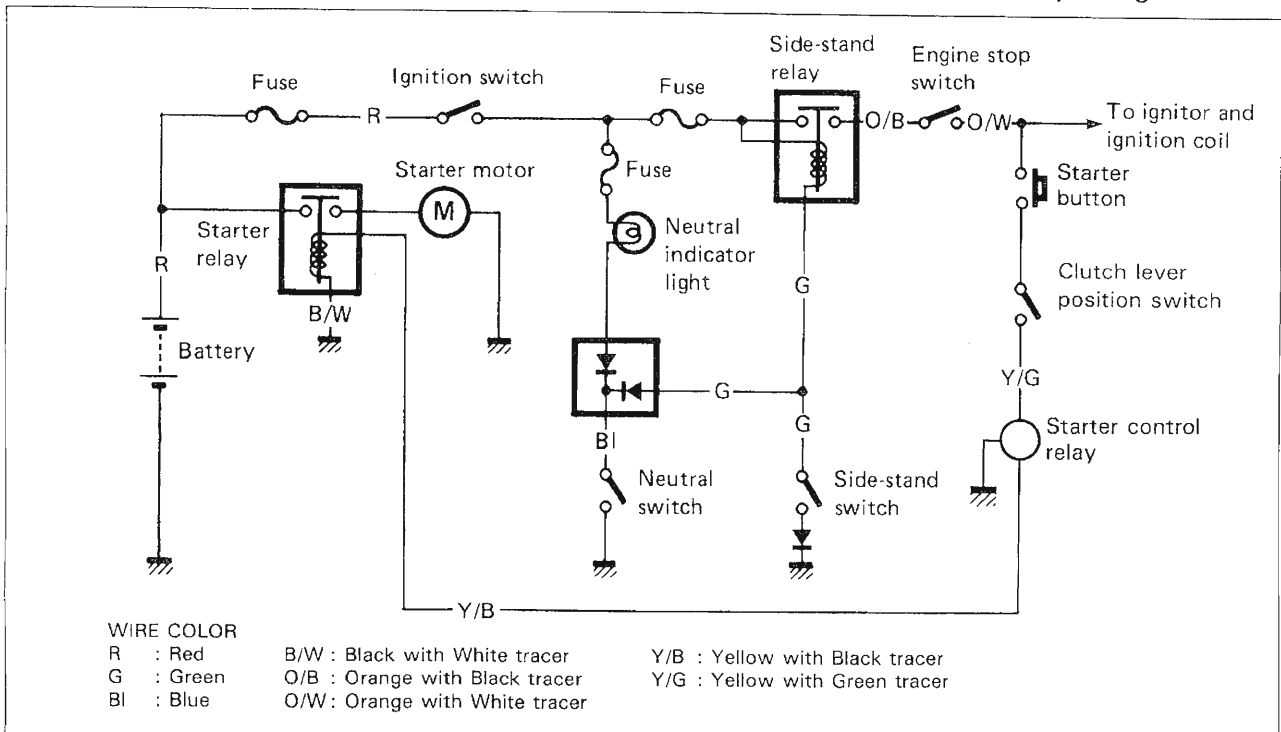 Side-stand
relay
Engine stop
switch
Fuse
Ignition switch
Fuse
R
O/B
O/W
To ignitor and
ignition coil
Starter motor
Fuse
Starter
button
M
Starter
relay
Neutral
indicator
light
R
G
Clutch lever
position switch
B/W
Battery
G
Y/G
Bl
G
Starter control
relay
Neutral
switch
Side-stand
switch
Y/B
WIRE COLOR
R : Red
G : Green
Bl : Blue
B/W : Black with White tracer
O/B : Orange with Black tracer
O/W : Orange with White tracer
Y/B : Yellow with Black tracer
Y/G : Yellow with Green tracer